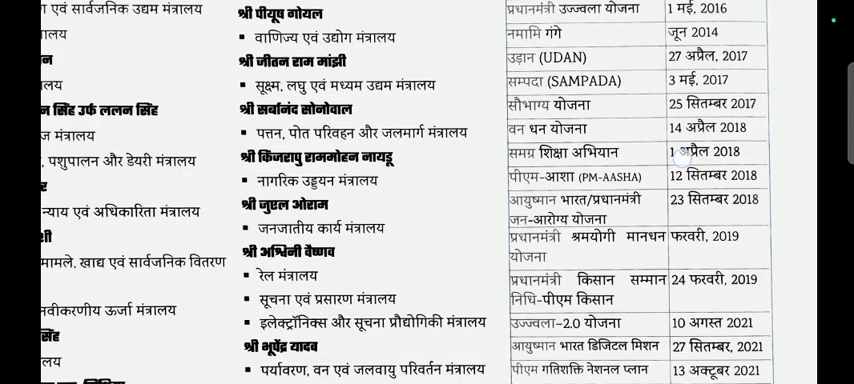 ा एवं सार्वजनिक उद्यम मंत्रालय
ालय
न
लय
न सिंह उर्फ ललन सिंह
ज मंत्रालय
, पशुपालन और डेयरी मंत्रालय
र
न्याय एवं अधिकारिता मंत्रालय
शी
मामले, खाद्य एवं सार्वजनिक वितरण
नवीकरणीय ऊर्जा मंत्रालय
सिंह
लय
श्री पीयूष गोयल
▪ वाणिज्य एवं उद्योग मंत्रालय
श्री जीतन राम मांझी
▪ सूक्ष्म, लघु एवं मध्यम उद्यम मंत्रालय
श्री सर्बानंद सोनोवाल
▪ पत्तन, पोत परिवहन और जलमार्ग मंत्रालय
श्री किंजरापु राममोहन नायडू
▪ नागरिक उड्डयन मंत्रालय
श्री जुएल ओराम
▪ जनजातीय कार्य मंत्रालय
श्री अश्विनी वैष्णव
▪ रेल मंत्रालय
▪ सूचना एवं प्रसारण मंत्रालय
▪ इलेक्ट्रॉनिक्स और सूचना प्रौद्योगिकी मंत्रालय
श्री भूपेंद्र यादव
▪ पर्यावरण, वन एवं जलवायु परिवर्तन मंत्रालय
प्रधानमंत्री उज्ज्वला योजना 1 मई, 2016
नमामि गंगे जून 2014
उड़ान (UDAN) 27 अप्रैल, 2017
सम्पदा (SAMPADA) 3 मई, 2017
सौभाग्य योजना 25 सितम्बर 2017
वन धन योजना 14 अप्रैल 2018
समग्र शिक्षा अभियान 1 अप्रैल 2018
पीएम-आशा (PM-AASHA) 12 सितम्बर 2018
आयुष्मान भारत/प्रधानमंत्री 23 सितम्बर 2018
जन-आरोग्य योजना
प्रधानमंत्री श्रमयोगी मानधन फरवरी, 2019
योजना
प्रधानमंत्री किसान सम्मान 24 फरवरी, 2019
निधि-पीएम किसान
उज्ज्वला-2.0 योजना 10 अगस्त 2021
आयुष्मान भारत डिजिटल मिशन 27 सितम्बर, 2021
पीएम गतिशक्ति नेशनल प्लान 13 अक्टूबर 2021